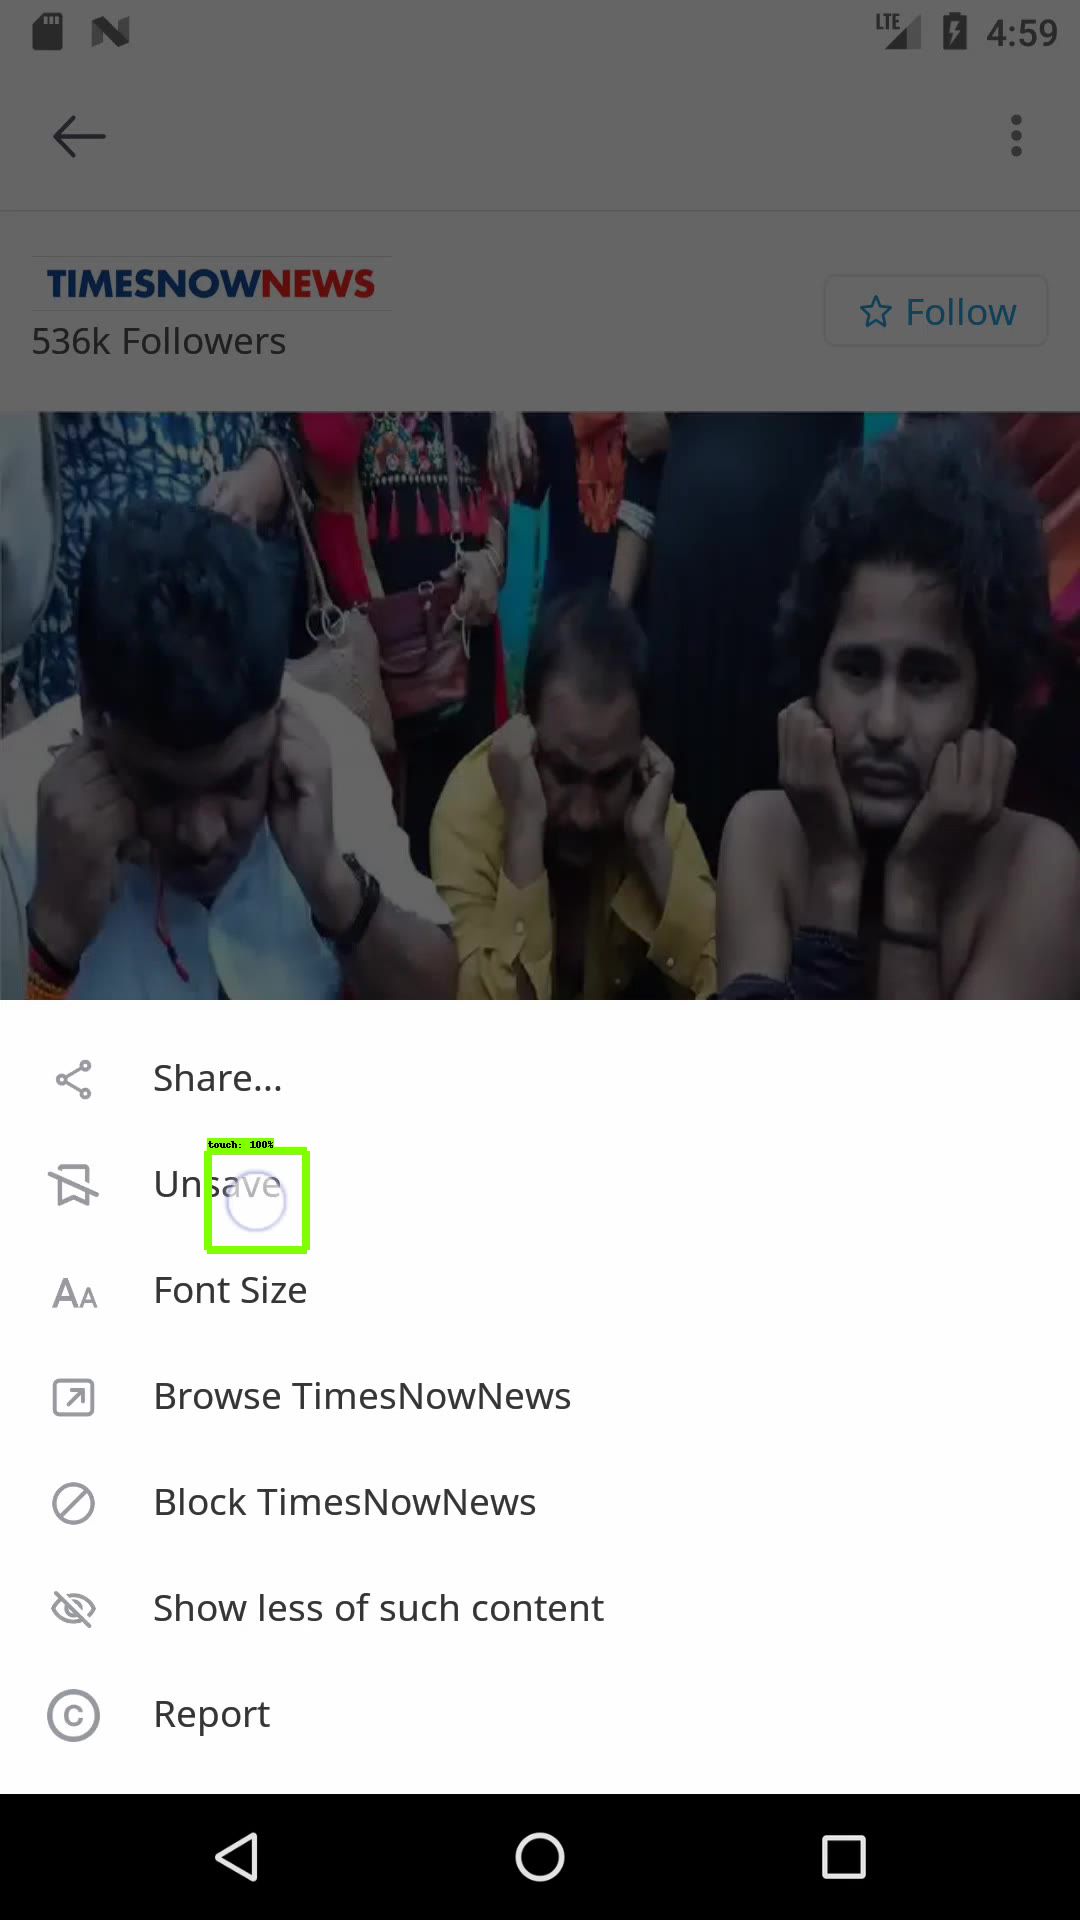 LTE 4:59
TIMESNOWNEWS
536k Followers
Follow
Share...
touch: 100%
Unsave
Font Size
Browse TimesNowNews
Block TimesNowNews
Show less of such content
Report